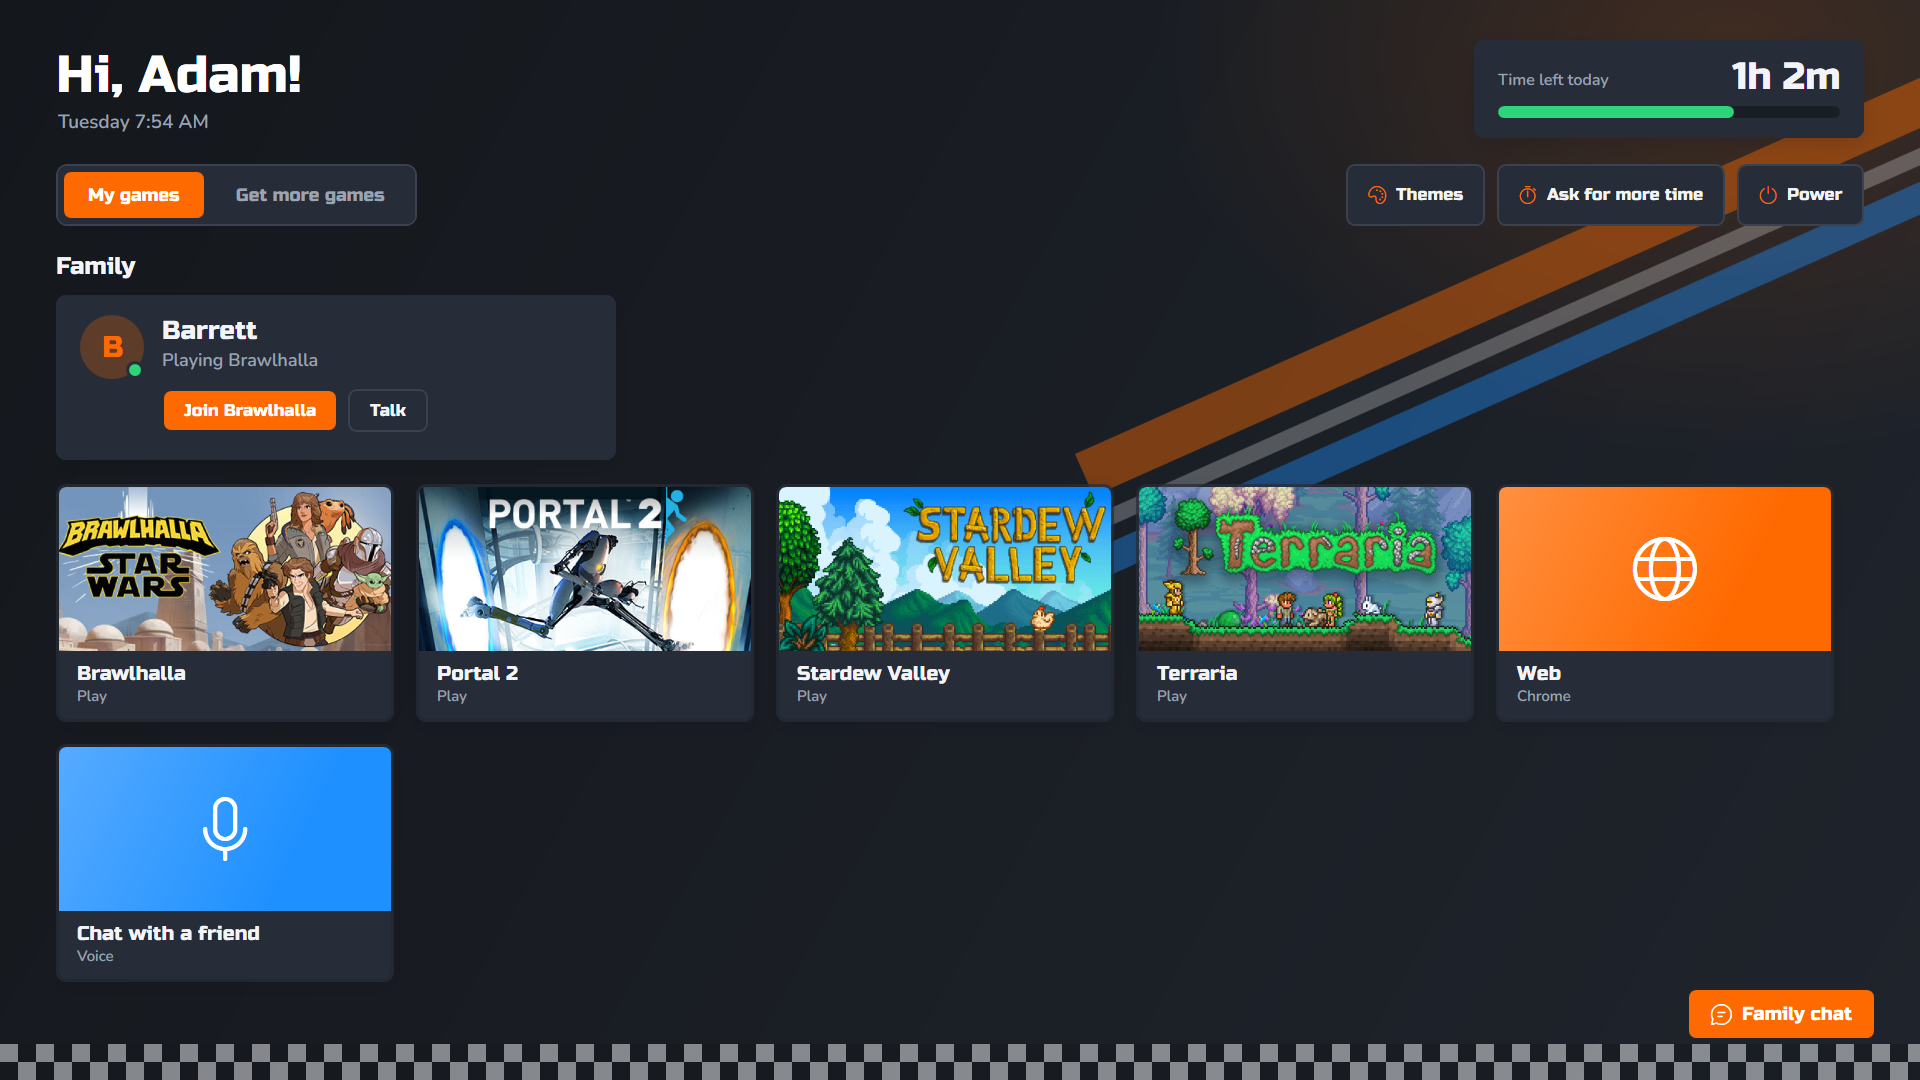 Hi, Adam!
Tuesday 7:54 AM
Time left today
1h 2m
My games
Get more games
Themes
Ask for more time
Power
Family
B
Barrett
Playing Brawlhalla
Join Brawlhalla
Talk
BRAWLHALLA
STAR
WARS
Brawlhalla
Play
PORTAL 2
Portal 2
Play
STARDEW
VALLEY
Stardew Valley
Play
Terraria
Terraria
Play
Web
Chrome
Chat with a friend
Voice
Family chat